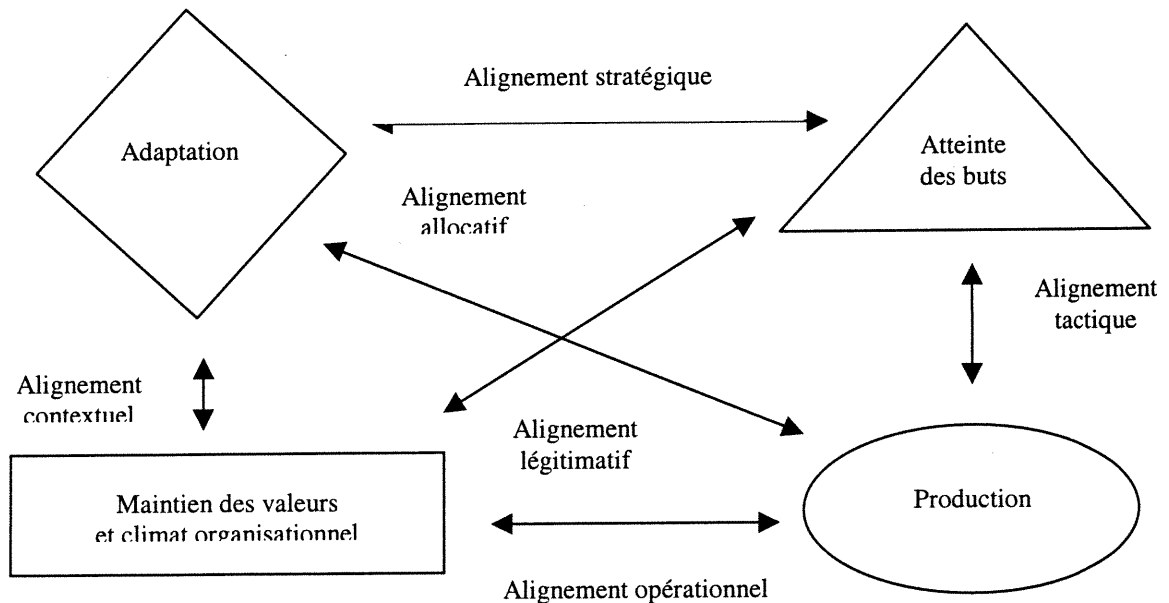 Alignement stratégique
Adaptation
Atteinte
des buts
Alignement
allocatif
Alignement
tactique
Alignement
contextuel
Alignement
légitimatif
Maintien des valeurs
et climat organisationnel
Production
Alignement opérationnel